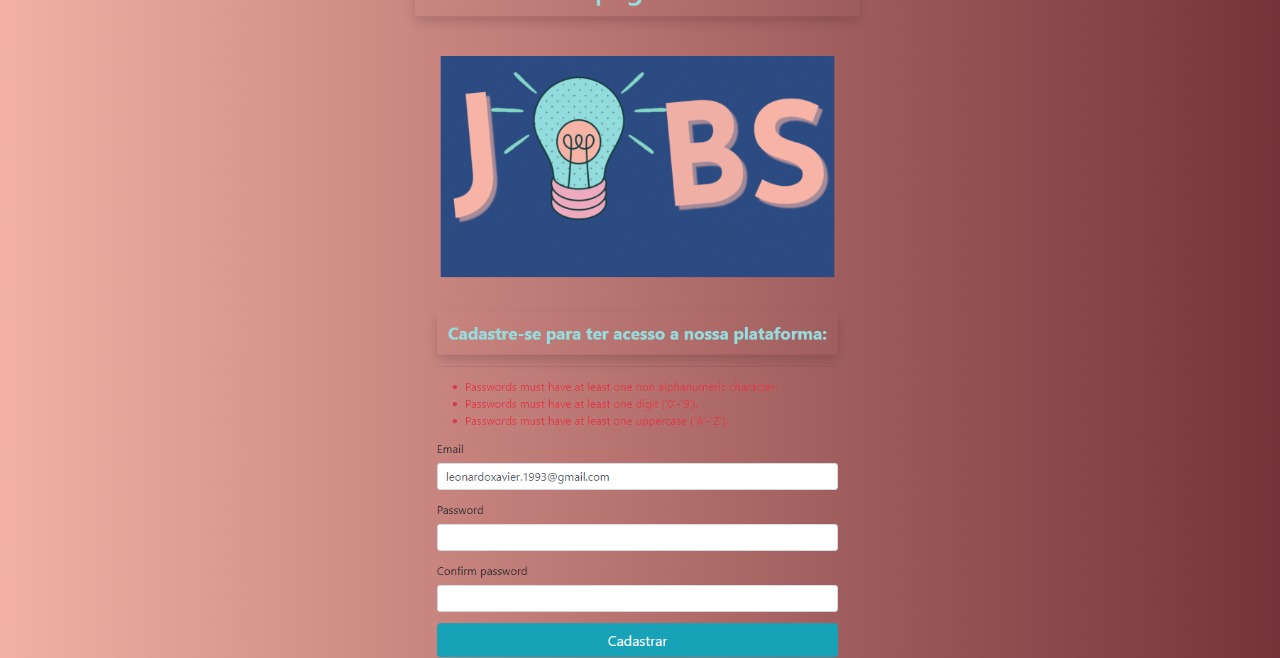 JOBS
Cadastre-se para ter acesso a nossa plataforma:
Passwords must have at least one non alphanumeric character.
Passwords must have at least one digit ('0'-'9').
Passwords must have at least one uppercase ('A'-'Z').
Email
leonardoxavier.1993@gmail.com
Password
Confirm password
Cadastrar